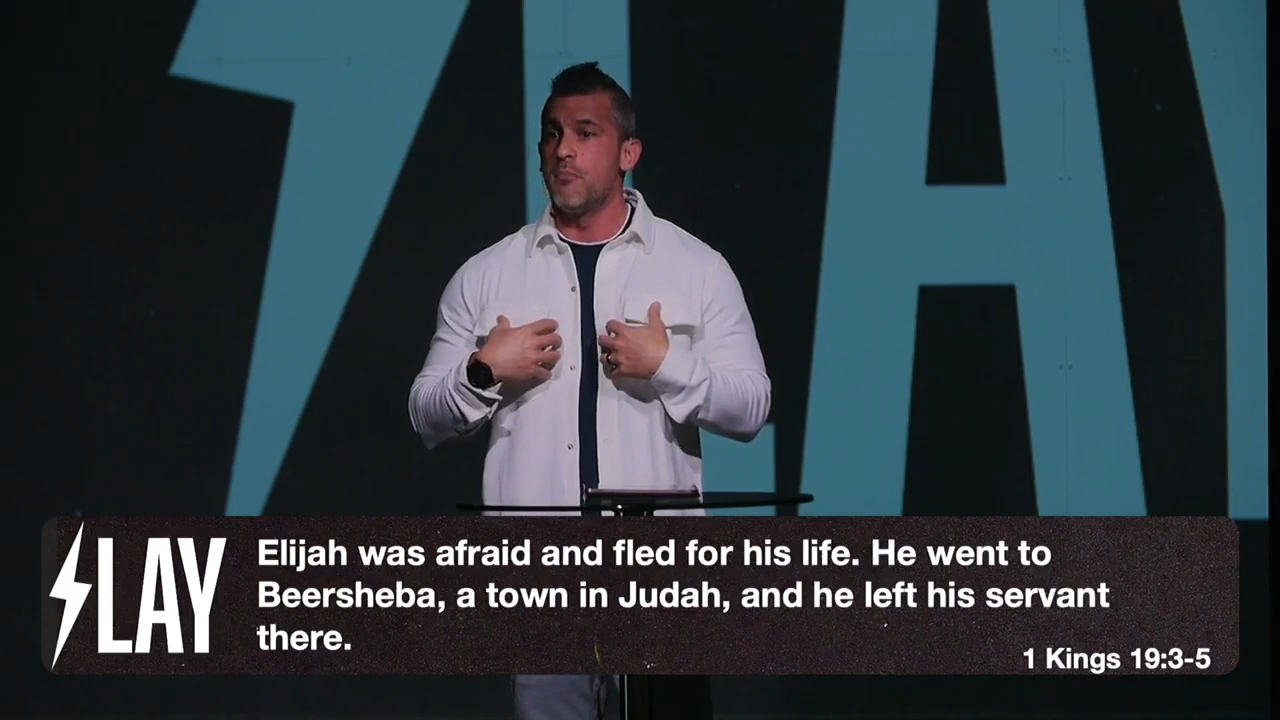 SLAY
SLAY
Elijah was afraid and fled for his life. He went to
Beersheba, a town in Judah, and he left his servant
there.
1 Kings 19:3-5